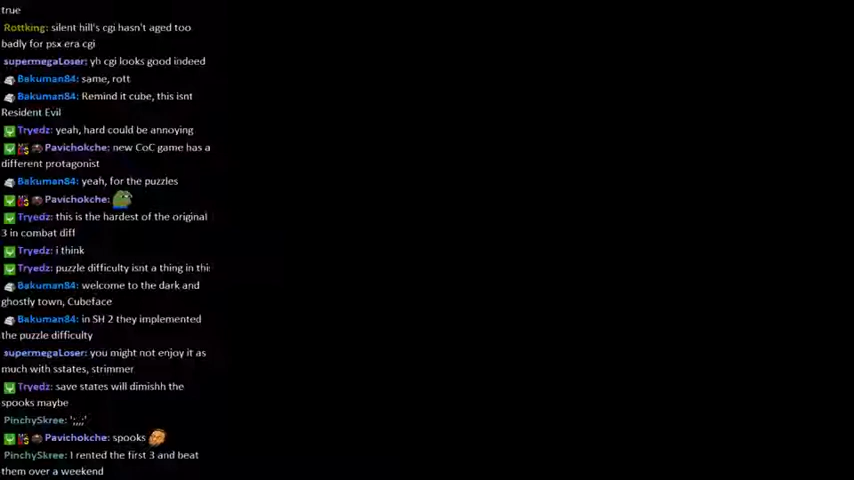 true
Rottking: silent hill's cgi hasn't aged too
badly for psx era cgi
supermegaLoser: yh cgi looks good indeed
Bakuman84: same, rott
Bakuman84: Remind it cube, this isnt
Resident Evil
Tryedz: yeah, hard could be annoying
Pavichokche: new CoC game has a
different protagonist
Bakuman84: yeah, for the puzzles
Pavichokche:
Tryedz: this is the hardest of the original
3 in combat diff
Tryedz: i think
Tryedz: puzzle difficulty isnt a thing in thi
Bakuman84: welcome to the dark and
ghostly town, Cubeface
Bakuman84: in SH 2 they implemented
the puzzle difficulty
supermegaLoser: you might not enjoy it as
much with sstates, strimmer
Tryedz: save states will dimishh the
spooks maybe
PinchySkree: ';,,,;'
Pavichokche: spooks
PinchySkree: I rented the first 3 and beat
them over a weekend